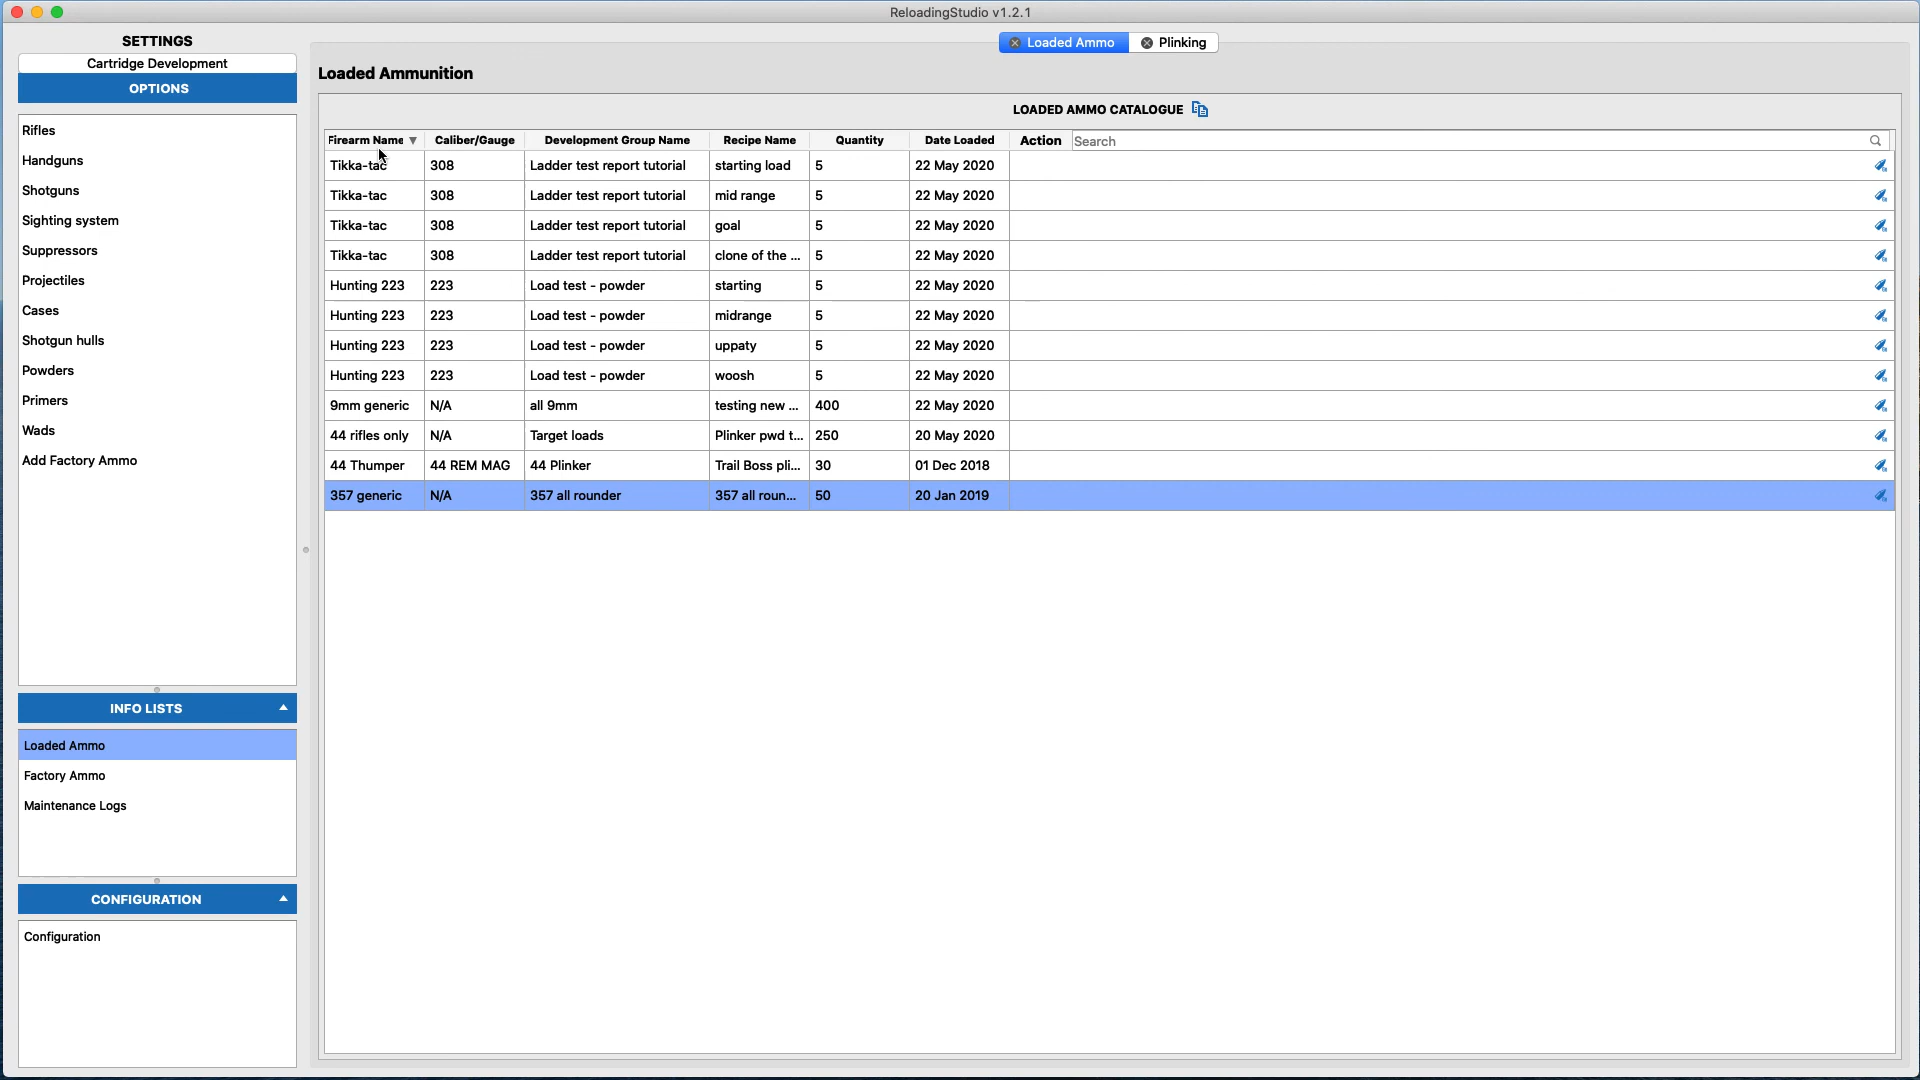 ReloadingStudio v1.2.1
SETTINGS
Cartridge Development
OPTIONS
Rifles
Handguns
Shotguns
Sighting system
Suppressors
Projectiles
Cases
Shotgun hulls
Powders
Primers
Wads
Add Factory Ammo
INFO LISTS
Loaded Ammo
Factory Ammo
Maintenance Logs
CONFIGURATION
Configuration
Loaded Ammo Plinking
Loaded Ammunition
LOADED AMMO CATALOGUE
Firearm Name Caliber/Gauge Development Group Name Recipe Name Quantity Date Loaded Action Search
Tikka-tac 308 Ladder test report tutorial starting load 5 22 May 2020
Tikka-tac 308 Ladder test report tutorial mid range 5 22 May 2020
Tikka-tac 308 Ladder test report tutorial goal 5 22 May 2020
Tikka-tac 308 Ladder test report tutorial clone of the ... 5 22 May 2020
Hunting 223 223 Load test - powder starting 5 22 May 2020
Hunting 223 223 Load test - powder midrange 5 22 May 2020
Hunting 223 223 Load test - powder uppaty 5 22 May 2020
Hunting 223 223 Load test - powder woosh 5 22 May 2020
9mm generic N/A all 9mm testing new ... 400 22 May 2020
44 rifles only N/A Target loads Plinker pwd t... 250 20 May 2020
44 Thumper 44 REM MAG 44 Plinker Trail Boss pli... 30 01 Dec 2018
357 generic N/A 357 all rounder 357 all roun... 50 20 Jan 2019